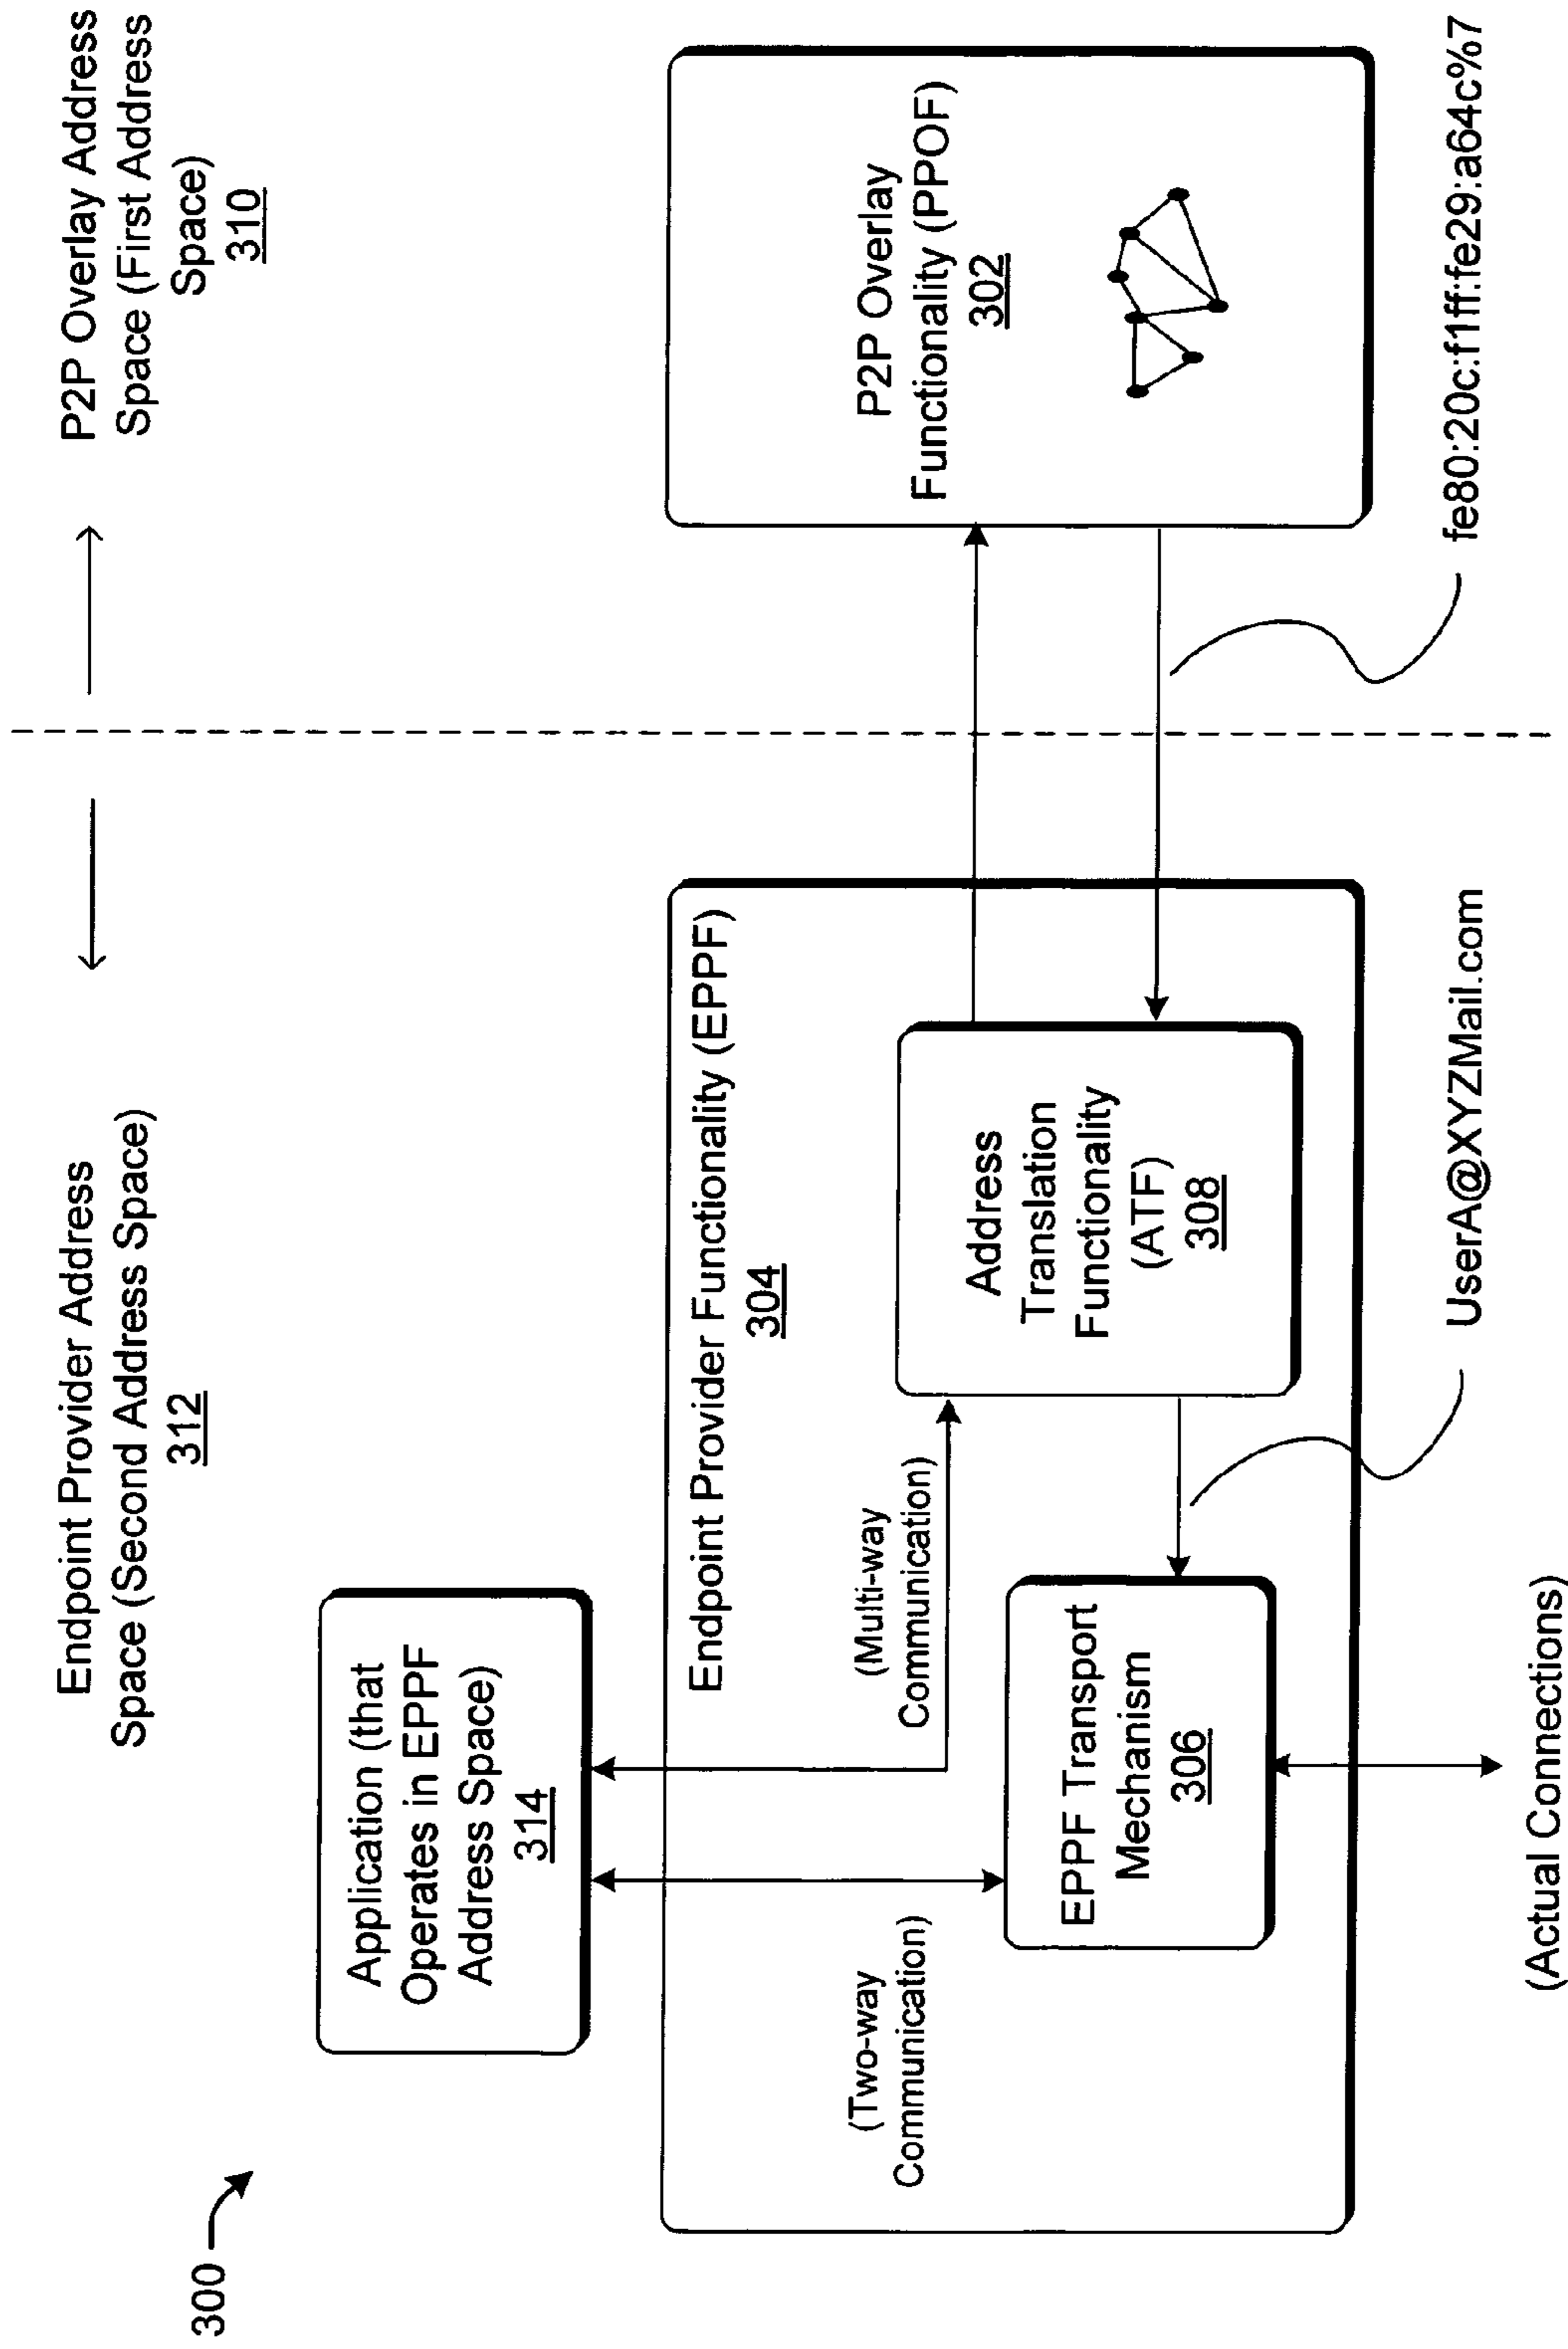 300
Endpoint Provider Address
Space (Second Address Space)
312
P2P Overlay Address
Space (First Address
Space)
310
Application (that
Operates in EPPF
Address Space)
314
Endpoint Provider Functionality (EPPF)
304
(Two-way
Communication)
(Multi-way
Communication)
EPPF Transport
Mechanism
306
Address
Translation
Functionality
(ATF)
308
P2P Overlay
Functionality (PPOF)
302
UserA@XYZMail.com
fe80:20c:f1ff:fe29:a64c%7
(Actual Connections)